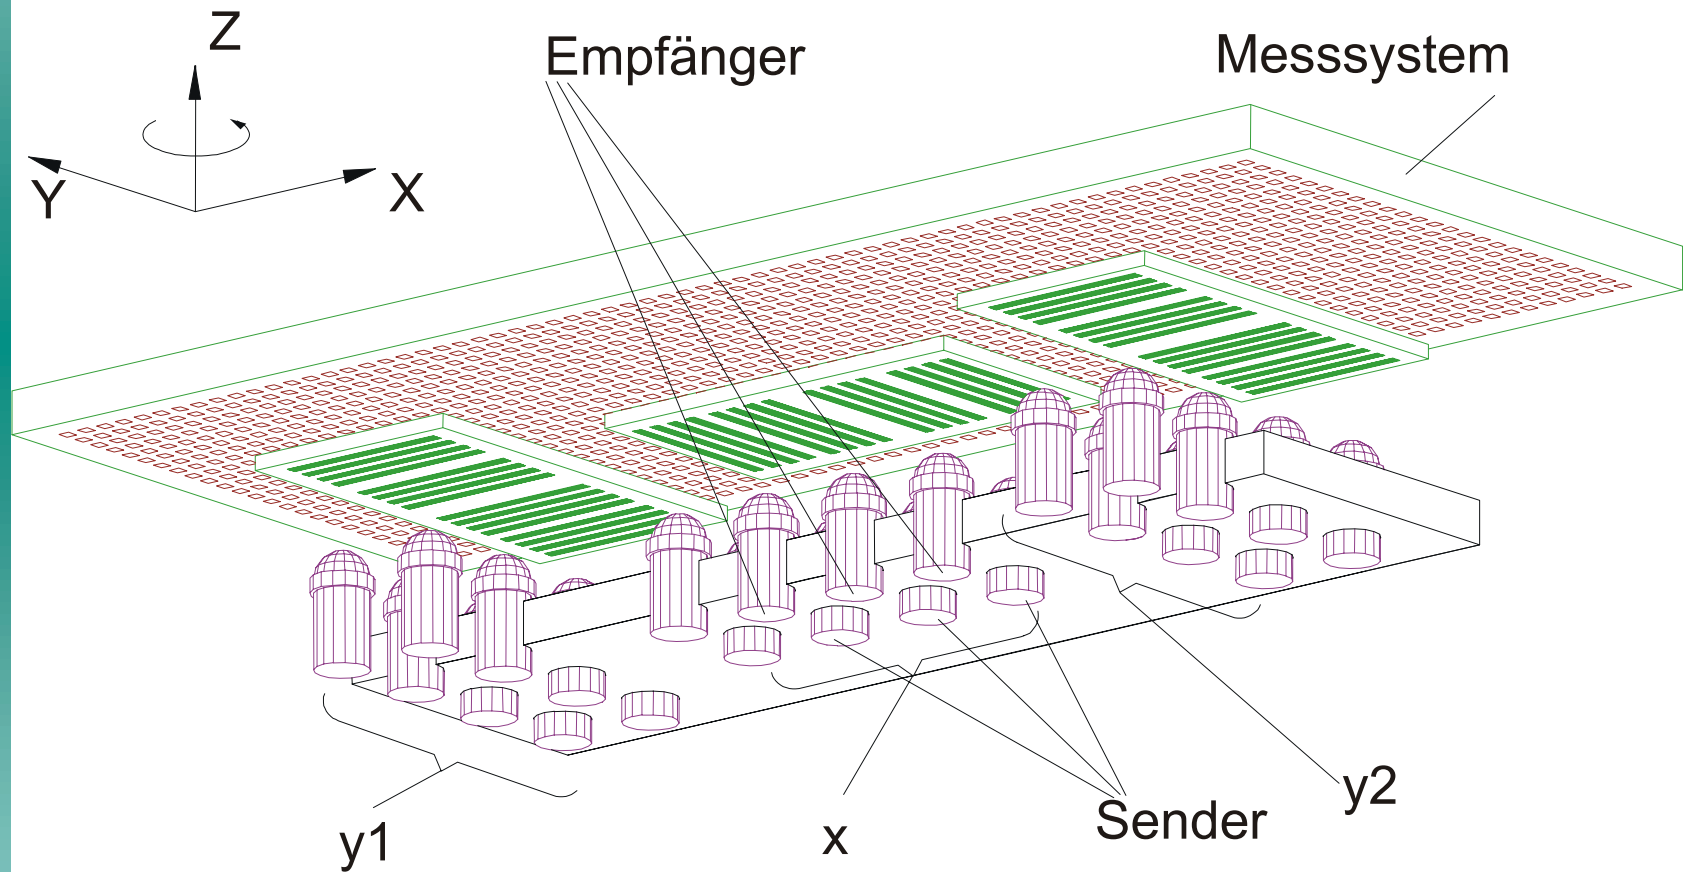 Z
Empfänger
Messsystem
Y
X
y2
Sender
y1
x